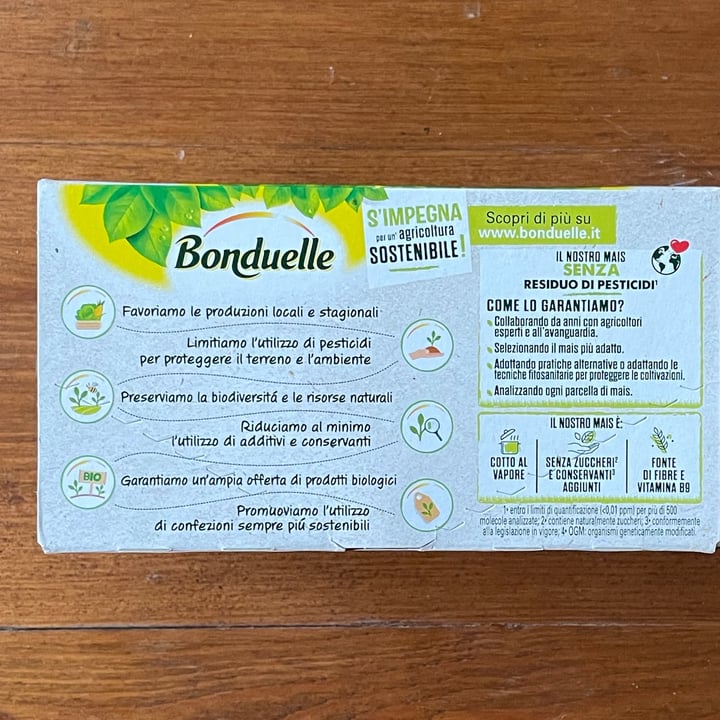 Bonduelle
S'IMPEGNA
per un' agricoltura
SOSTENIBILE!
Scopri di più su
www.bonduelle.it
Favoriamo le produzioni locali e stagionali
Limitiamo l'utilizzo di pesticidi
per proteggere il terreno e l'ambiente
Preserviamo la biodiversitá e le risorse naturali
Riduciamo al minimo
l'utilizzo di additivi e conservanti
BIO
Garantiamo un'ampia offerta di prodotti biologici
Promuoviamo l'utilizzo
di confezioni sempre piú sostenibili
IL NOSTRO MAIS
SENZA
RESIDUO DI PESTICIDI¹
COME LO GARANTIAMO?
Collaborando da anni con agricoltori
esperti e all'avanguardia.
Selezionando il mais più adatto.
Adottando pratiche alternative o adattando le
tecniche fitosanitarie per proteggere le coltivazioni.
Analizzando ogni parcella di mais.
IL NOSTRO MAIS È:
COTTO AL
VAPORE
SENZA ZUCCHERI²
E CONSERVANTI³
AGGIUNTI
FONTE
DI FIBRE E
VITAMINA B9
1• entro i limiti di quantificazione (<0,01 ppm) per più di 500
molecole analizzate; 2• contiene naturalmente zuccheri; 3• conformemente
alla legislazione in vigore; 4• OGM: organismi geneticamente modificati.